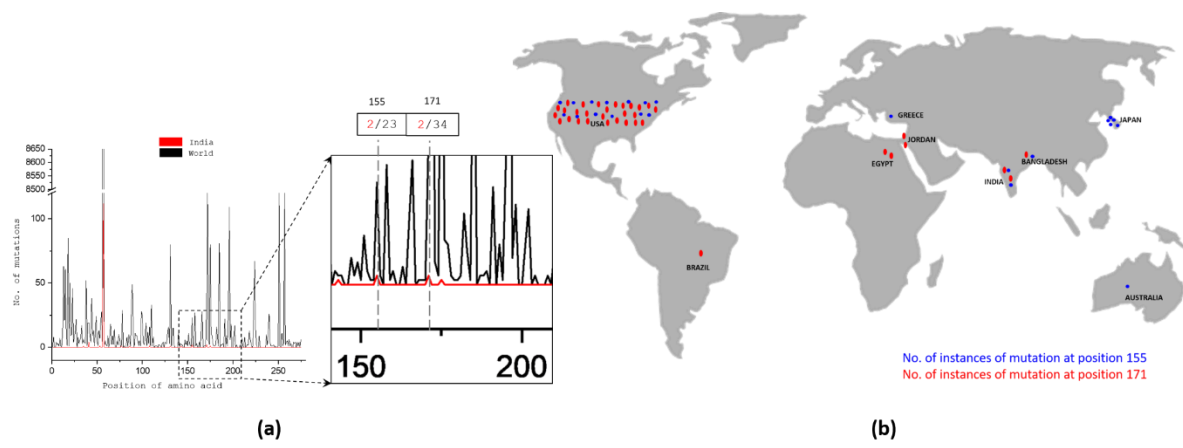 155 171
2/23 2/34
India
World
8650
8600
8550
8500
100
50
0
No. of mutations
0 50 100 150 200 250
Position of amino acid
150 200
(a)
USA
GREECE
JAPAN
JORDAN
EGYPT
BANGLADESH
INDIA
BRAZIL
AUSTRALIA
No. of instances of mutation at position 155
No. of instances of mutation at position 171
(b)